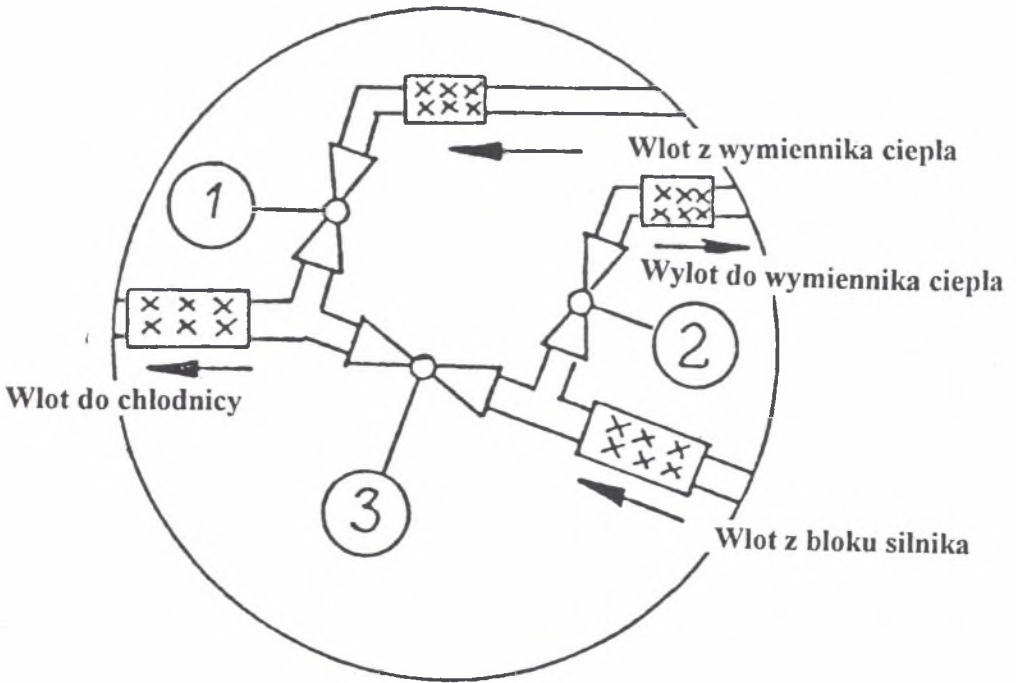 Wlot z wymiennika ciepła
1
Wylot do wymiennika ciepła
2
Wlot do chłodnicy
3
Wlot z bloku silnika